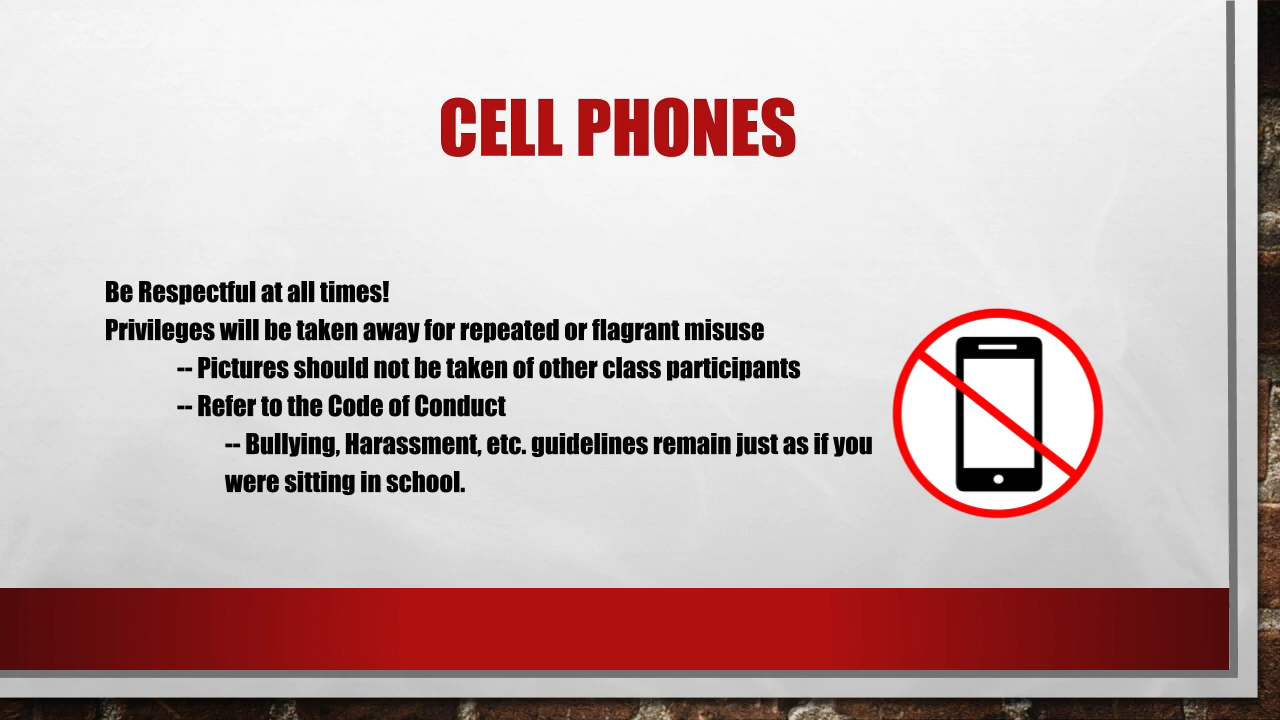 CELL PHONES
Be Respectful at all times!
Privileges will be taken away for repeated or flagrant misuse
-- Pictures should not be taken of other class participants
-- Refer to the Code of Conduct
-- Bullying, Harassment, etc. guidelines remain just as if you
were sitting in school.